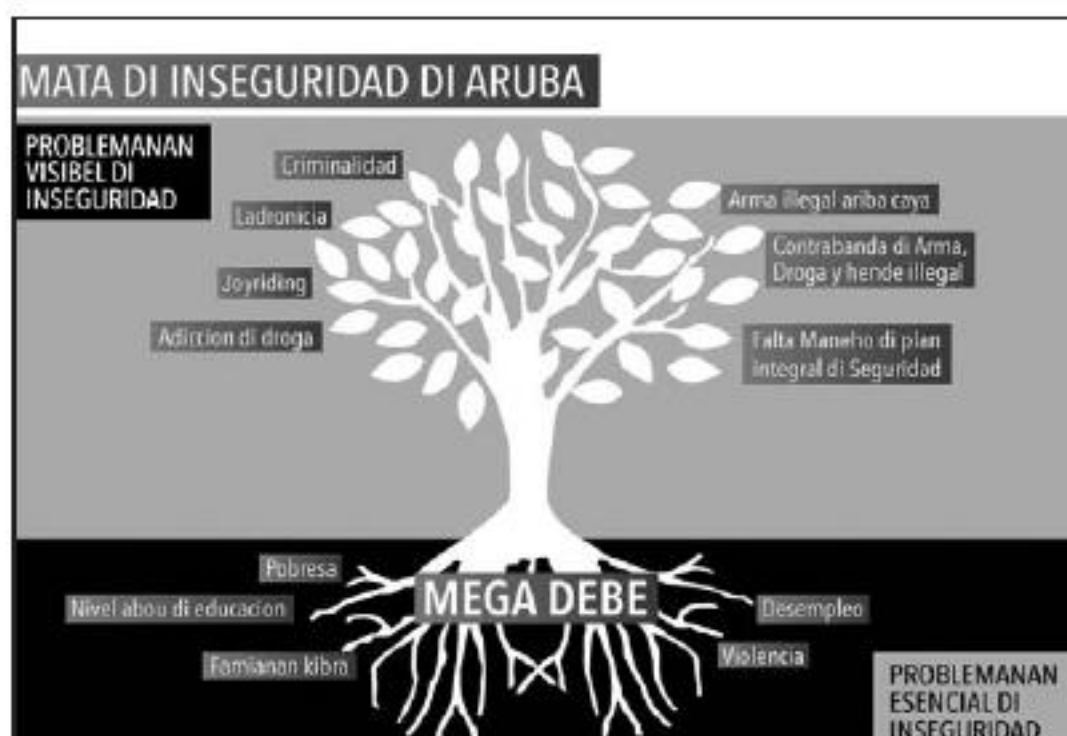 MATA DI INSEGURIDAD DI ARUBA
PROBLEMANAN
VISIBEL DI
INSEGURIDAD
Criminalidad
Ladronicia
Joyriding
Adiccion di droga
Arma illegal ariba caya
Contrabanda di Arma,
Droga y hende illegal
Falta Maneho di plan
integral di Seguridad
Pobresa
Nivel abou di educacion
Famianan kibra
MEGA DEBE
Desempleo
Violencia
PROBLEMANAN
ESENCIAL DI
INSEGURIDAD